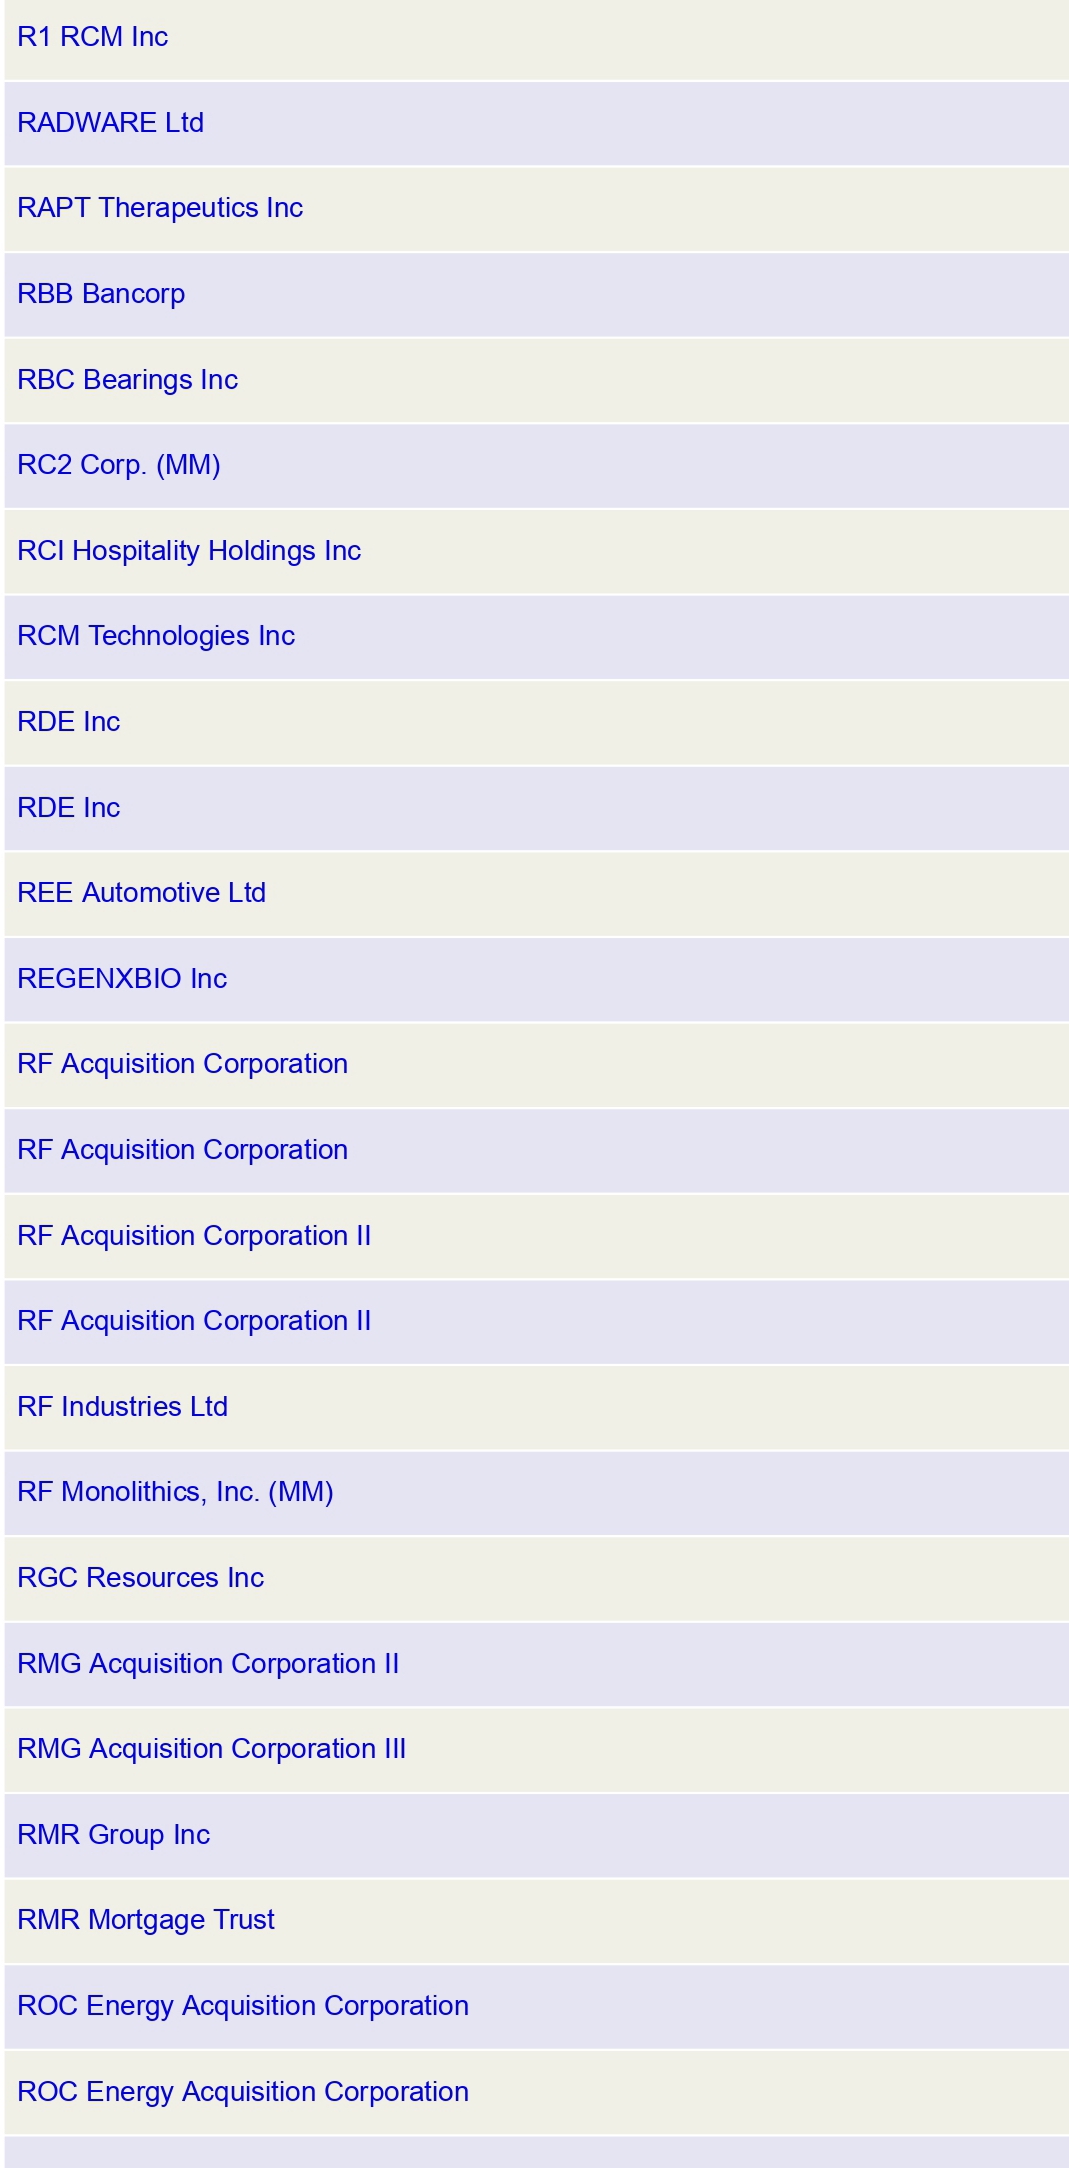 R1 RCM Inc
RADWARE Ltd
RAPT Therapeutics Inc
RBB Bancorp
RBC Bearings Inc
RC2 Corp. (MM)
RCI Hospitality Holdings Inc
RCM Technologies Inc
RDE Inc
RDE Inc
REE Automotive Ltd
REGENXBIO Inc
RF Acquisition Corporation
RF Acquisition Corporation
RF Acquisition Corporation II
RF Acquisition Corporation II
RF Industries Ltd
RF Monolithics, Inc. (MM)
RGC Resources Inc
RMG Acquisition Corporation II
RMG Acquisition Corporation III
RMR Group Inc
RMR Mortgage Trust
ROC Energy Acquisition Corporation
ROC Energy Acquisition Corporation